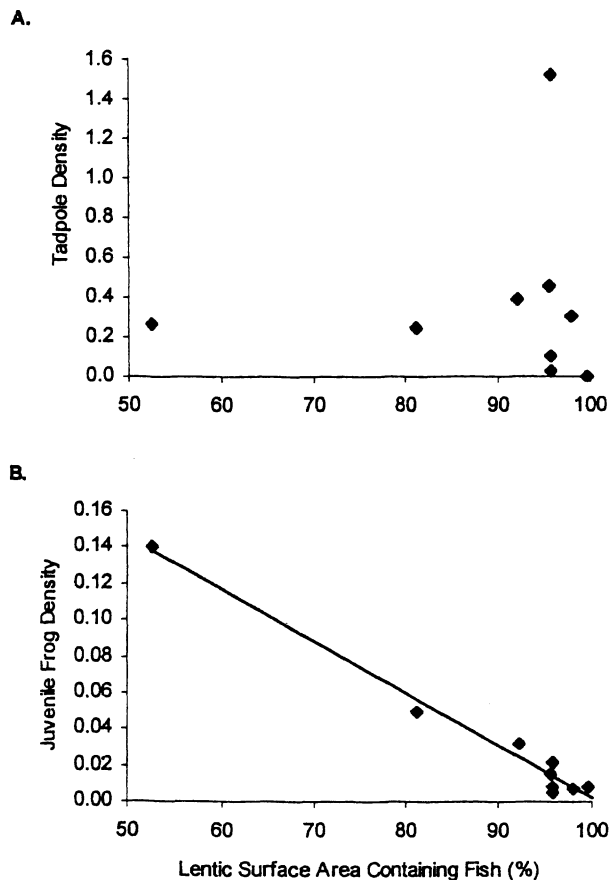 A.
1.6
1.4
1.2
1.0
0.8
0.6
0.4
0.2
0.0
Tadpole Density
50 60 70 80 90 100
B.
0.16
0.14
0.12
0.10
0.08
0.06
0.04
0.02
0.00
Juvenile Frog Density
50 60 70 80 90 100
Lentic Surface Area Containing Fish (%)